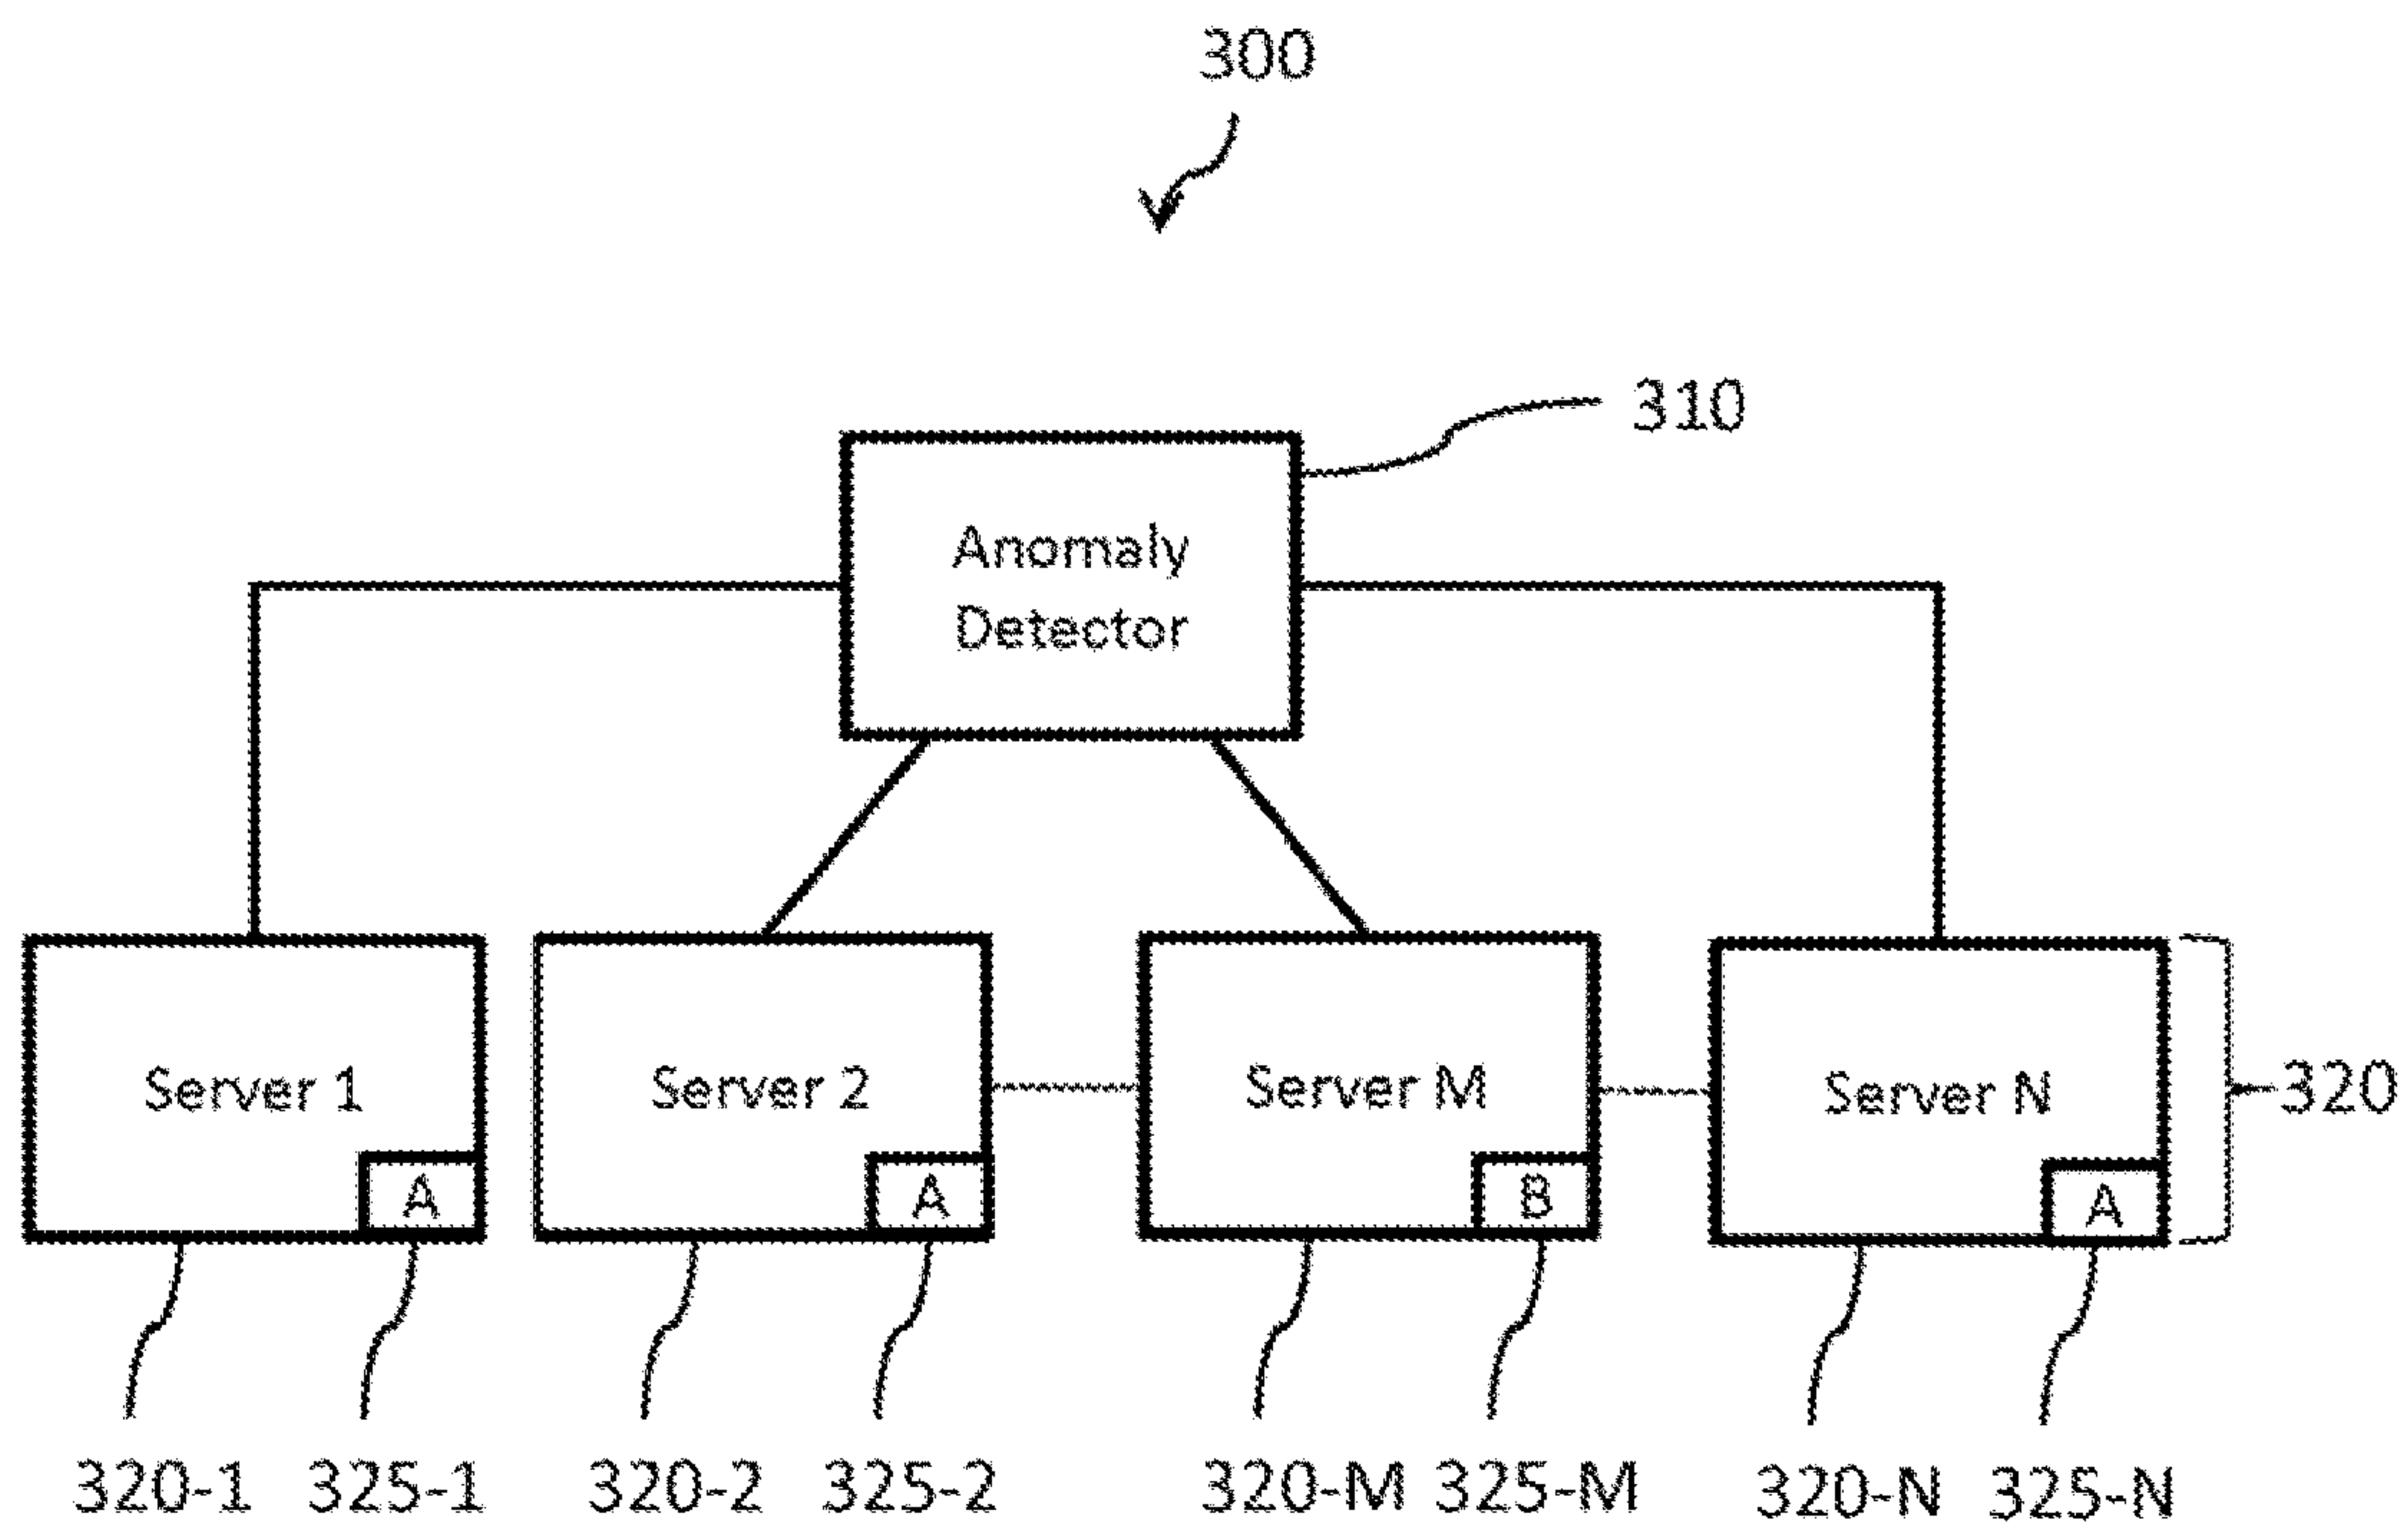 300
310
Anomaly
Detector
Server 1
Server 2
Server M
Server N
320
A
A
B
A
320-1
325-1
320-2
325-2
320-M
325-M
320-N
325-N